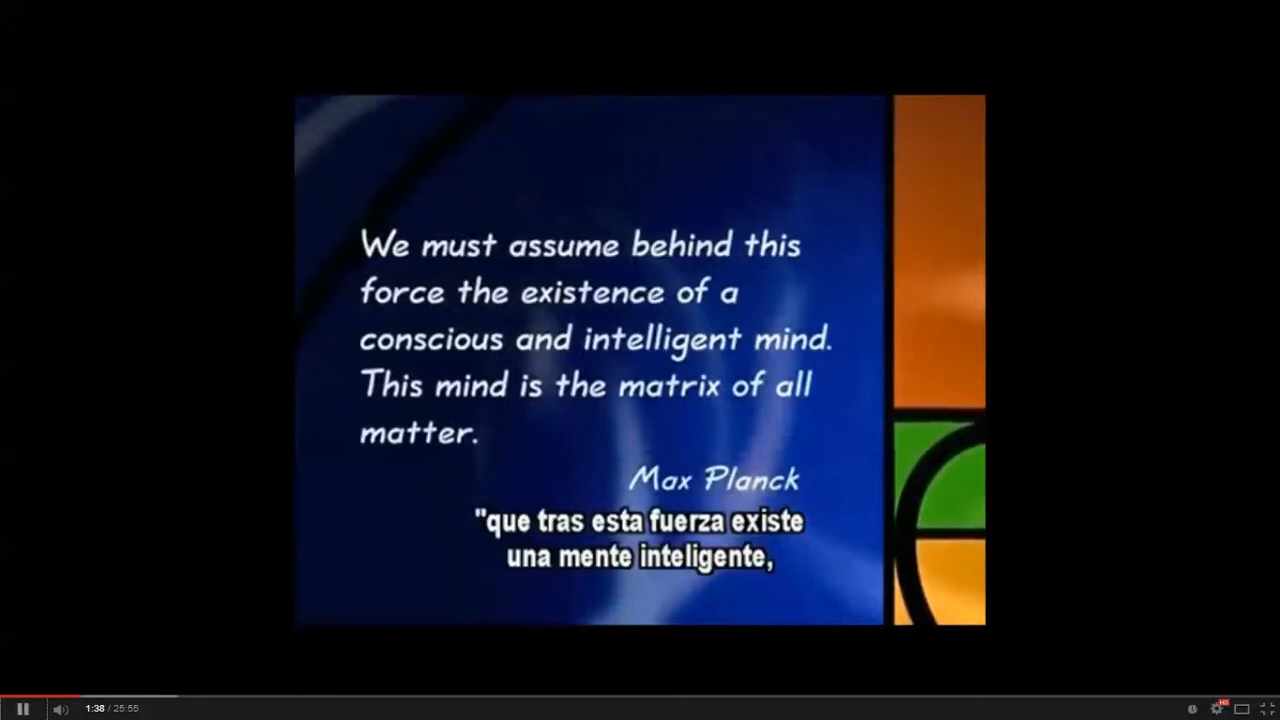 We must assume behind this
force the existence of a
conscious and intelligent mind.
This mind is the matrix of all
matter.
Max Planck
"que tras esta fuerza existe
una mente inteligente,
1:38 / 25:55
HD